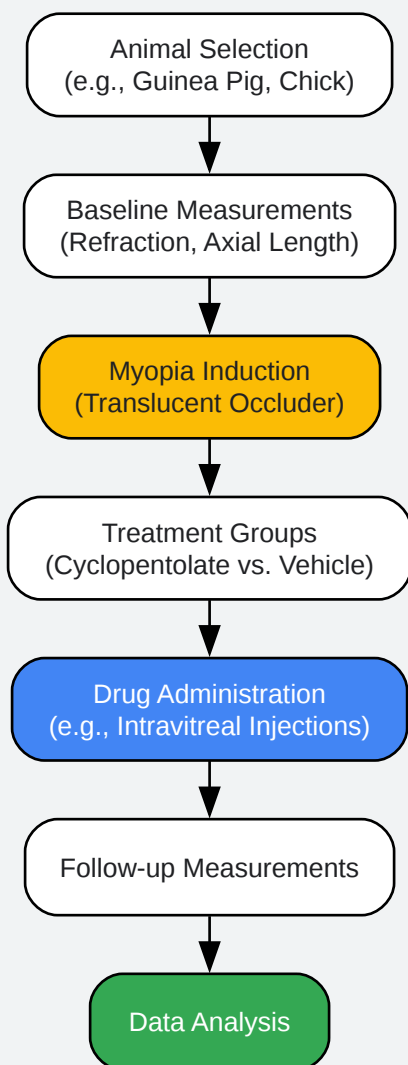 Animal Selection
(e.g., Guinea Pig, Chick)
Baseline Measurements
(Refraction, Axial Length)
Myopia Induction
(Translucent Occluder)
Treatment Groups
(Cyclopentolate vs. Vehicle)
Drug Administration
(e.g., Intravitreal Injections)
Follow-up Measurements
Data Analysis